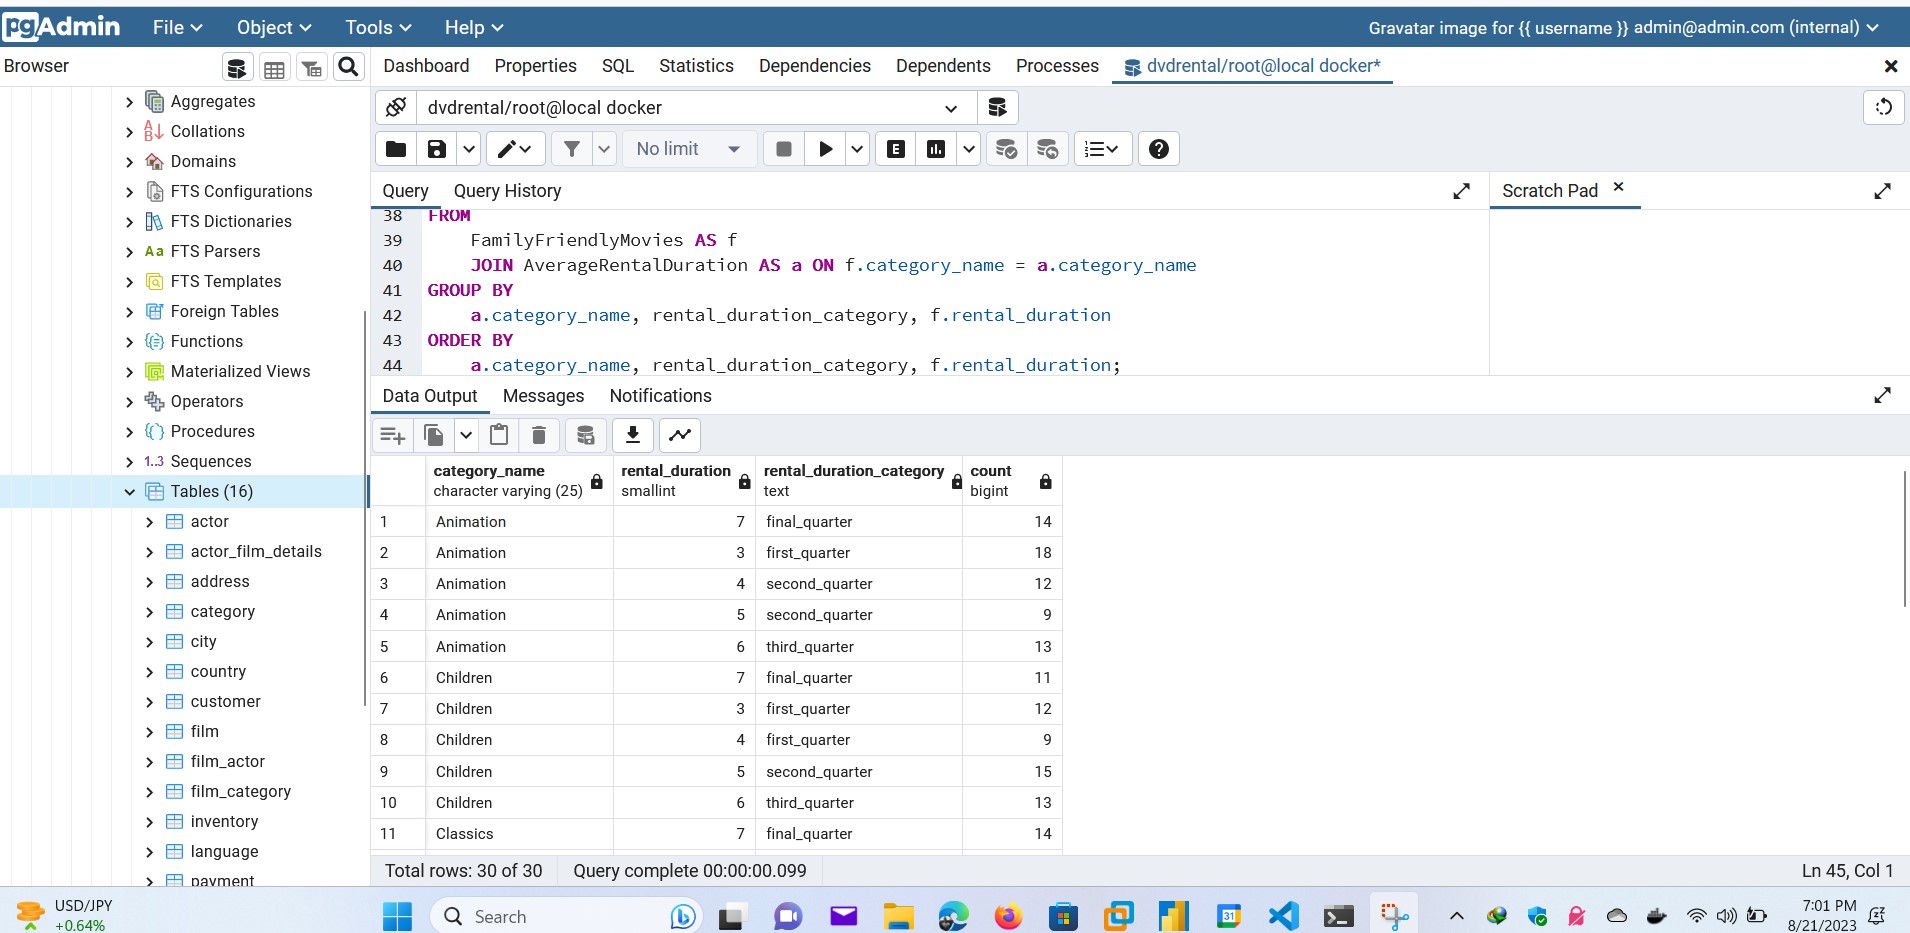 pgAdmin File Object Tools Help Gravatar image for {{ username }} admin@admin.com (internal)
Browser
Dashboard Properties SQL Statistics Dependencies Dependents Processes dvdrental/root@local docker*
Aggregates
Collations
Domains
FTS Configurations
FTS Dictionaries
Aa FTS Parsers
FTS Templates
Foreign Tables
Functions
Materialized Views
Operators
Procedures
1..3 Sequences
Tables (16)
actor
actor_film_details
address
category
city
country
customer
film
film_actor
film_category
inventory
language
payment
dvdrental/root@local docker
No limit
E
Query Query History
Scratch Pad
38 FROM
39 FamilyFriendlyMovies AS f
40 JOIN AverageRentalDuration AS a ON f.category_name = a.category_name
41 GROUP BY
42 a.category_name, rental_duration_category, f.rental_duration
43 ORDER BY
44 a.category_name, rental_duration_category, f.rental_duration;
Data Output Messages Notifications
category_name rental_duration rental_duration_category count
character varying (25) smallint text bigint
1 Animation 7 final_quarter 14
2 Animation 3 first_quarter 18
3 Animation 4 second_quarter 12
4 Animation 5 second_quarter 9
5 Animation 6 third_quarter 13
6 Children 7 final_quarter 11
7 Children 3 first_quarter 12
8 Children 4 first_quarter 9
9 Children 5 second_quarter 15
10 Children 6 third_quarter 13
11 Classics 7 final_quarter 14
Total rows: 30 of 30 Query complete 00:00:00.099 Ln 45, Col 1
USD/JPY
+0.64%
Search
31
7:01 PM
8/21/2023